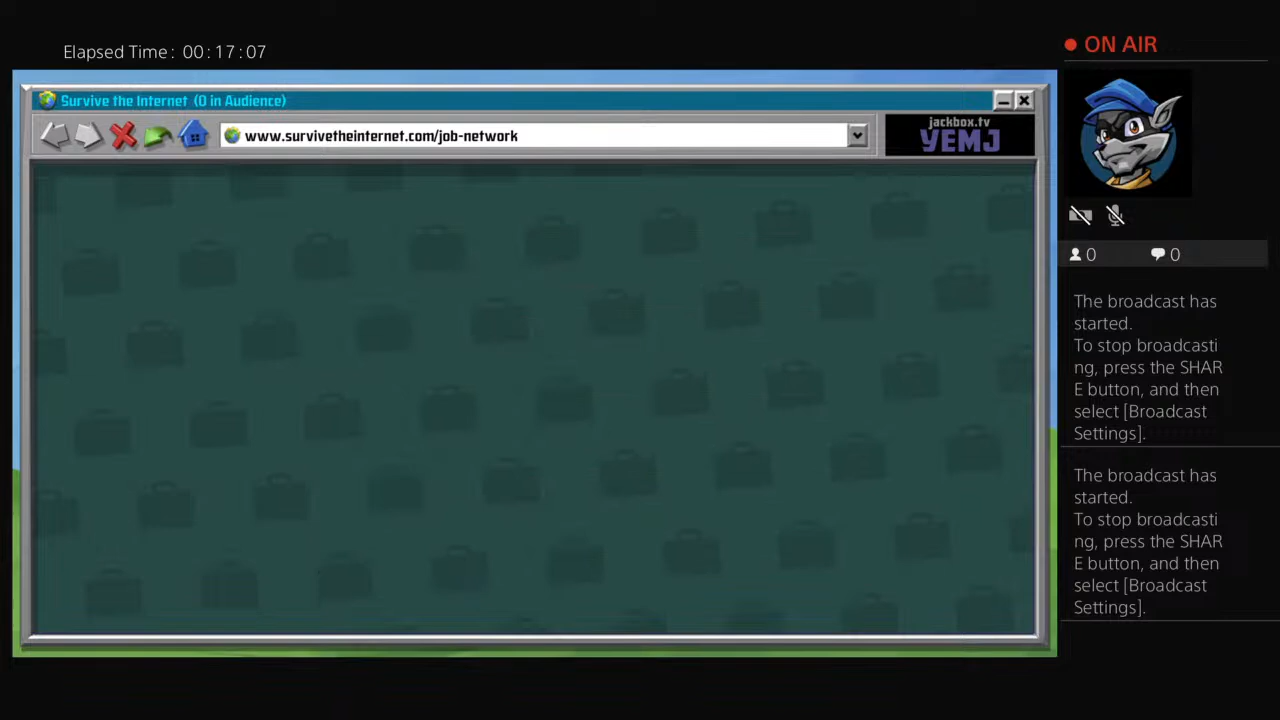 Elapsed Time: 00:17:07
ON AIR
Survive the Internet (0 in Audience)
www.survivetheinternet.com/job-network
jackbox.tv
YEMJ
0
0
The broadcast has
started.
To stop broadcasti
ng, press the SHAR
E button, and then
select [Broadcast
Settings].
The broadcast has
started.
To stop broadcasti
ng, press the SHAR
E button, and then
select [Broadcast
Settings].